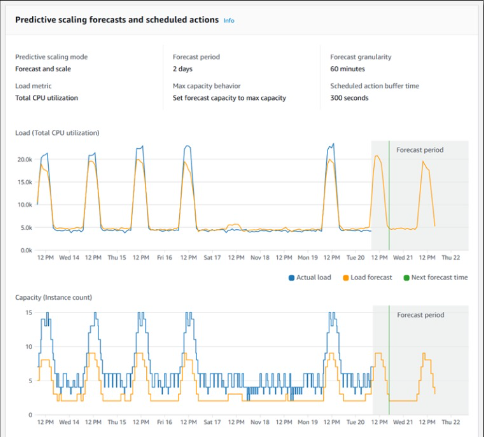 Predictive scaling forecasts and scheduled actions Info
Predictive scaling mode Forecast period Forecast granularity
Forecast and scale 2 days 60 minutes
Load metric Max capacity behavior Scheduled action buffer time
Total CPU utilization Set forecast capacity to max capacity 300 seconds
Load (Total CPU utilization)
Forecast period
20.0k
15.0k
10.0k
5.0k
0.0k
12 PM Wed 14 12 PM Thu 15 12 PM Fri 16 12 PM Sat 17 12 PM Nov 18 12 PM Mon 19 12 PM Tue 20 12 PM Wed 21 12 PM Thu 22
Actual load Load forecast Next forecast time
Capacity (Instance count)
15
Forecast period
10
5
0
12 PM Wed 14 12 PM Thu 15 12 PM Fri 16 12 PM Sat 17 12 PM Nov 18 12 PM Mon 19 12 PM Tue 20 12 PM Wed 21 12 PM Thu 22